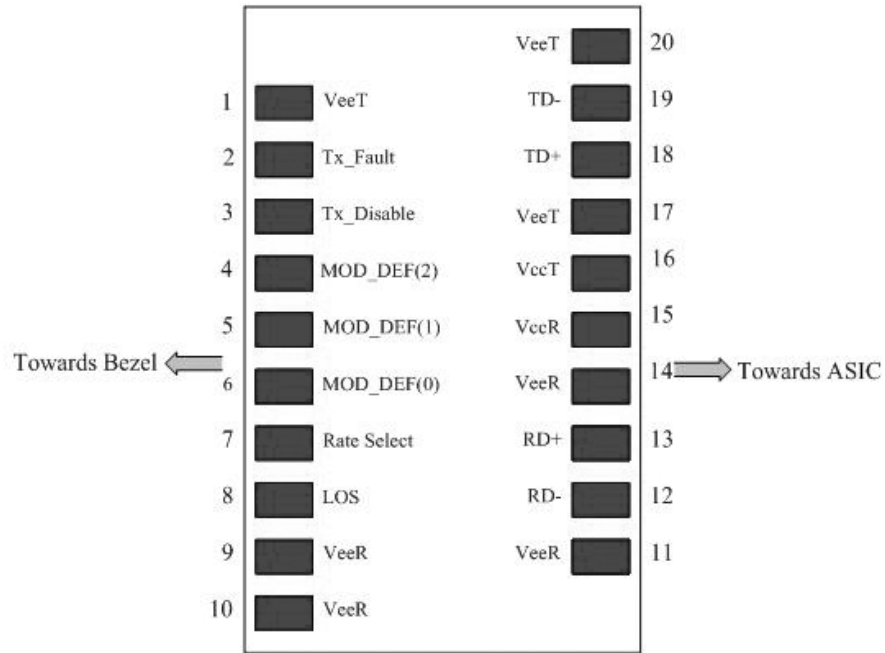 VeeT 20
1 VeeT TD- 19
2 Tx_Fault TD+ 18
3 Tx_Disable VeeT 17
4 MOD_DEF(2) VccT 16
5 MOD_DEF(1) VccR 15
Towards Bezel
6 MOD_DEF(0) VeeR 14 Towards ASIC
7 Rate Select RD+ 13
8 LOS RD- 12
9 VeeR VeeR 11
10 VeeR